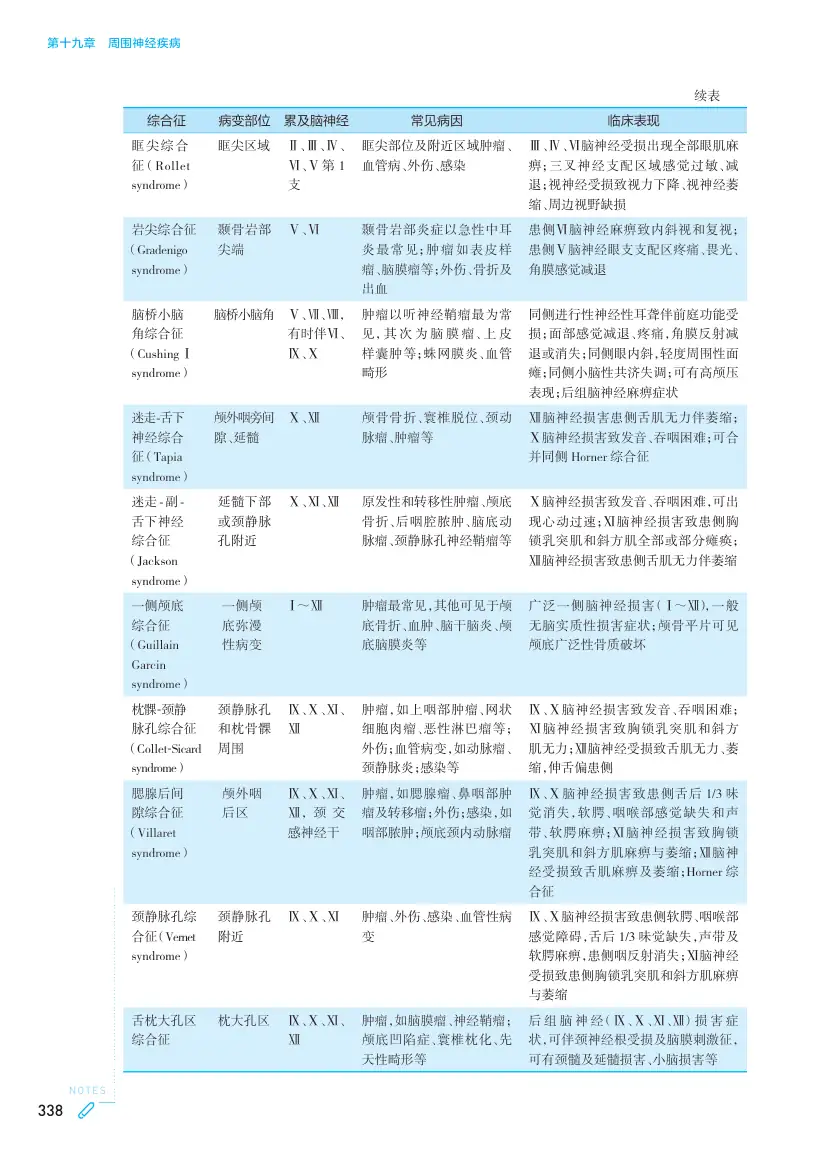 第十九章 周围神经疾病
续表
综合征 病变部位 累及脑神经 常见病因 临床表现
眶尖综合 眶尖区域 Ⅱ、Ⅲ、Ⅳ、 眶尖部位及附近区域肿瘤、 Ⅲ、Ⅳ、Ⅵ脑神经受损出现全部眼肌麻
征(Rollet Ⅵ、Ⅴ第1 血管病、外伤、感染 痹;三叉神经支配区域感觉过敏、减
syndrome) 支 退;视神经受损致视力下降、视神经萎
缩、周边视野缺损
岩尖综合征 颞骨岩部 Ⅴ、Ⅵ 颞骨岩部炎症以急性中耳 患侧Ⅵ脑神经麻痹致内斜视和复视;
(Gradenigo 尖端 炎最常见;肿瘤如表皮样 患侧Ⅴ脑神经眼支支配区疼痛、畏光、
syndrome) 瘤、脑膜瘤等;外伤、骨折及 角膜感觉减退
出血
脑桥小脑 脑桥小脑角 Ⅴ、Ⅶ、Ⅷ, 肿瘤以听神经鞘瘤最为常 同侧进行性神经性耳聋伴前庭功能受
角综合征 有时伴Ⅵ、 见,其次为脑膜瘤、上皮 损;面部感觉减退、疼痛,角膜反射减
(Cushing Ⅰ Ⅸ、Ⅹ 样囊肿等;蛛网膜炎、血管 退或消失;同侧眼内斜,轻度周围性面
syndrome) 畸形 瘫;同侧小脑性共济失调;可有高颅压
表现;后组脑神经麻痹症状
迷走-舌下 颅外咽旁间 Ⅹ、Ⅻ 颅骨骨折、寰椎脱位、颈动 Ⅻ脑神经损害患侧舌肌无力伴萎缩;
神经综合 隙、延髓 脉瘤、肿瘤等 Ⅹ脑神经损害致发音、吞咽困难;可合
征(Tapia 并同侧 Horner 综合征
syndrome)
迷走-副- 延髓下部 Ⅹ、Ⅺ、Ⅻ 原发性和转移性肿瘤、颅底 Ⅹ脑神经损害致发音、吞咽困难,可出
舌下神经 或颈静脉 骨折、后咽腔脓肿、脑底动 现心动过速;Ⅺ脑神经损害致患侧胸
综合征 孔附近 脉瘤、颈静脉孔神经鞘瘤等 锁乳突肌和斜方肌全部或部分瘫痪;
(Jackson Ⅻ脑神经损害致患侧舌肌无力伴萎缩
syndrome)
一侧颅底 一侧颅 Ⅰ～Ⅻ 肿瘤最常见,其他可见于颅 广泛一侧脑神经损害(Ⅰ～Ⅻ),一般
综合征 底弥漫 底骨折、血肿、脑干脑炎、颅 无脑实质性损害症状;颅骨平片可见
(Guillain 性病变 底脑膜炎等 颅底广泛性骨质破坏
Garcin
syndrome)
枕髁-颈静 颈静脉孔 Ⅸ、Ⅹ、Ⅺ、 肿瘤,如上咽部肿瘤、网状 Ⅸ、Ⅹ脑神经损害致发音、吞咽困难;
脉孔综合征 和枕骨髁 Ⅻ 细胞肉瘤、恶性淋巴瘤等; Ⅺ脑神经损害致胸锁乳突肌和斜方
(Collet-Sicard 周围 外伤;血管病变,如动脉瘤、 肌无力;Ⅻ脑神经受损致舌肌无力、萎
syndrome) 颈静脉炎;感染等 缩,伸舌偏患侧
腮腺后间 颅外咽 Ⅸ、Ⅹ、Ⅺ、 肿瘤,如腮腺瘤、鼻咽部肿 Ⅸ、Ⅹ脑神经损害致患侧舌后 1/3 味
隙综合征 后区 Ⅻ,颈交 瘤及转移瘤;外伤;感染,如 觉消失,软腭、咽喉部感觉缺失和声
(Villaret 感神经干 咽部脓肿;颅底颈内动脉瘤 带、软腭麻痹;Ⅺ脑神经损害致胸锁
syndrome) 乳突肌和斜方肌麻痹与萎缩;Ⅻ脑神
经受损致舌肌麻痹及萎缩;Horner 综
合征
颈静脉孔综 颈静脉孔 Ⅸ、Ⅹ、Ⅺ 肿瘤、外伤、感染、血管性病 Ⅸ、Ⅹ脑神经损害致患侧软腭、咽喉部
合征(Vernet 附近 变 感觉障碍,舌后 1/3 味觉缺失,声带及
syndrome) 软腭麻痹,患侧咽反射消失;Ⅺ脑神经
受损致患侧胸锁乳突肌和斜方肌麻痹
与萎缩
舌枕大孔区 枕大孔区 Ⅸ、Ⅹ、Ⅺ、 肿瘤,如脑膜瘤、神经鞘瘤; 后组脑神经(Ⅸ、Ⅹ、Ⅺ、Ⅻ)损害症
综合征 Ⅻ 颅底凹陷症、寰椎枕化、先 状,可伴颈神经根受损及脑膜刺激征,
天性畸形等 可有颈髓及延髓损害、小脑损害等
NOTES
338